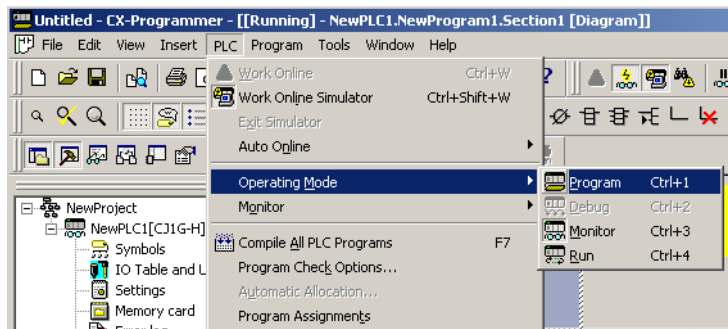 Untitled - CX-Programmer - [[Running] - NewPLC1.NewProgram1.Section1 [Diagram]]
File Edit View Insert PLC Program Tools Window Help
Work Online Ctrl+W
Work Online Simulator Ctrl+Shift+W
Exit Simulator
Auto Online
Operating Mode
Program Ctrl+1
Debug Ctrl+2
Monitor Ctrl+3
Run Ctrl+4
Monitor
Compile All PLC Programs F7
Program Check Options...
Automatic Allocation...
Program Assignments
NewProject
NewPLC1[CJ1G-H]
Symbols
IO Table and U
Settings
Memory card